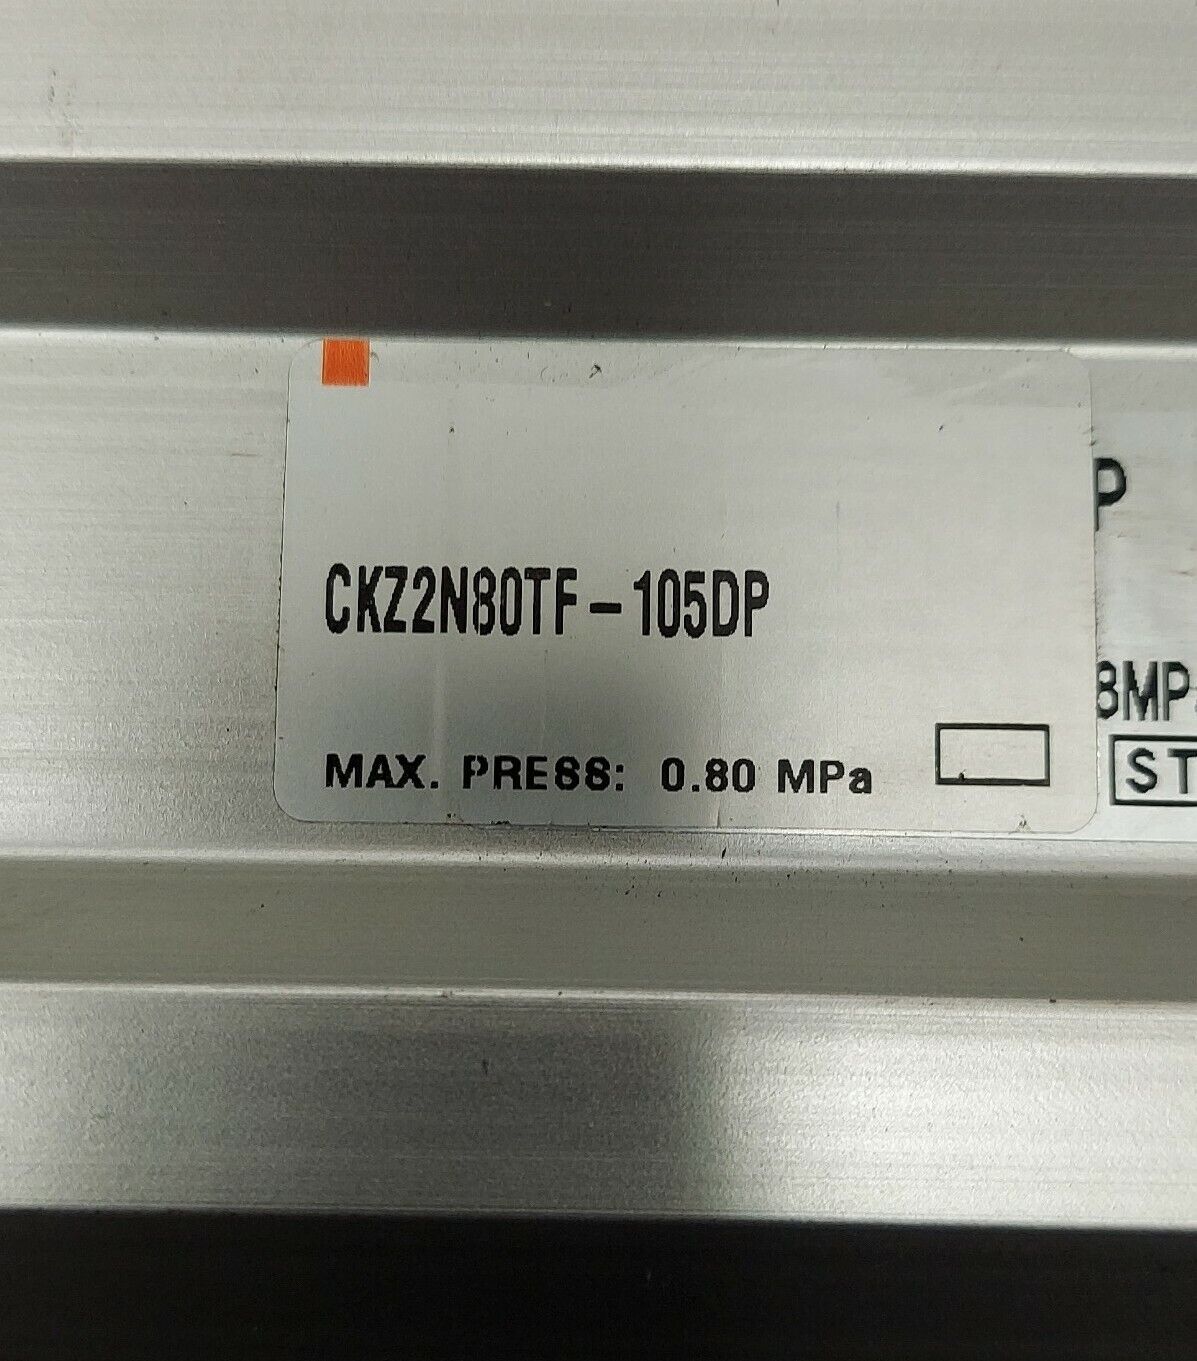 P
CKZ2N80TF-105DP
8MP
MAX. PRESS: 0.80 MPa
ST